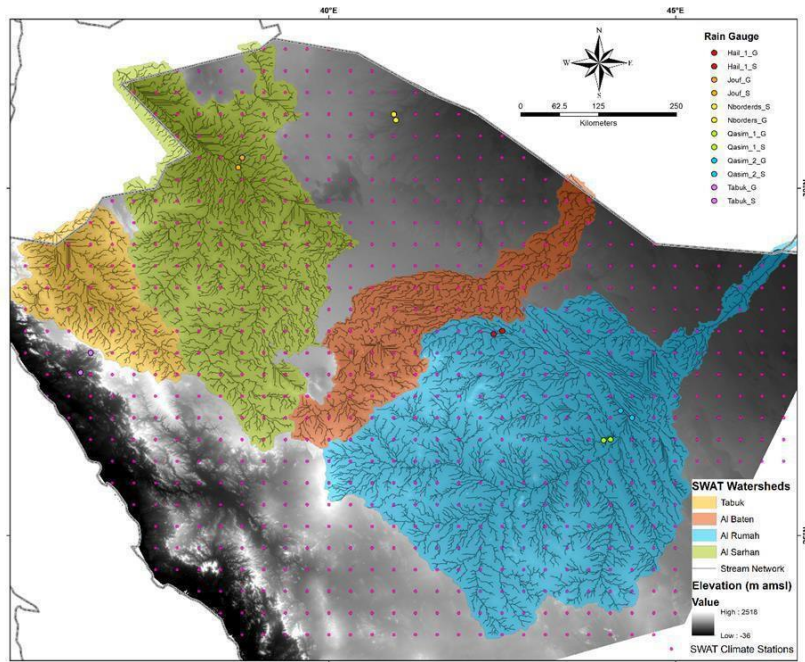 40°E
45°E
Rain Gauge
Hail_1_G
Hail_1_S
Jouf_G
Jouf_S
Nborderds_S
Nborders_G
Qasim_1_G
Qasim_1_S
Qasim_2_G
Qasim_2_S
Tabuk_G
Tabuk_S
N
W
E
S
0 62.5 125 250
Kilometers
SWAT Watersheds
Tabuk
Al Baten
Al Rumah
Al Sarhan
Stream Network
Elevation (m amsl)
Value
High : 2516
Low : -36
SWAT Climate Stations